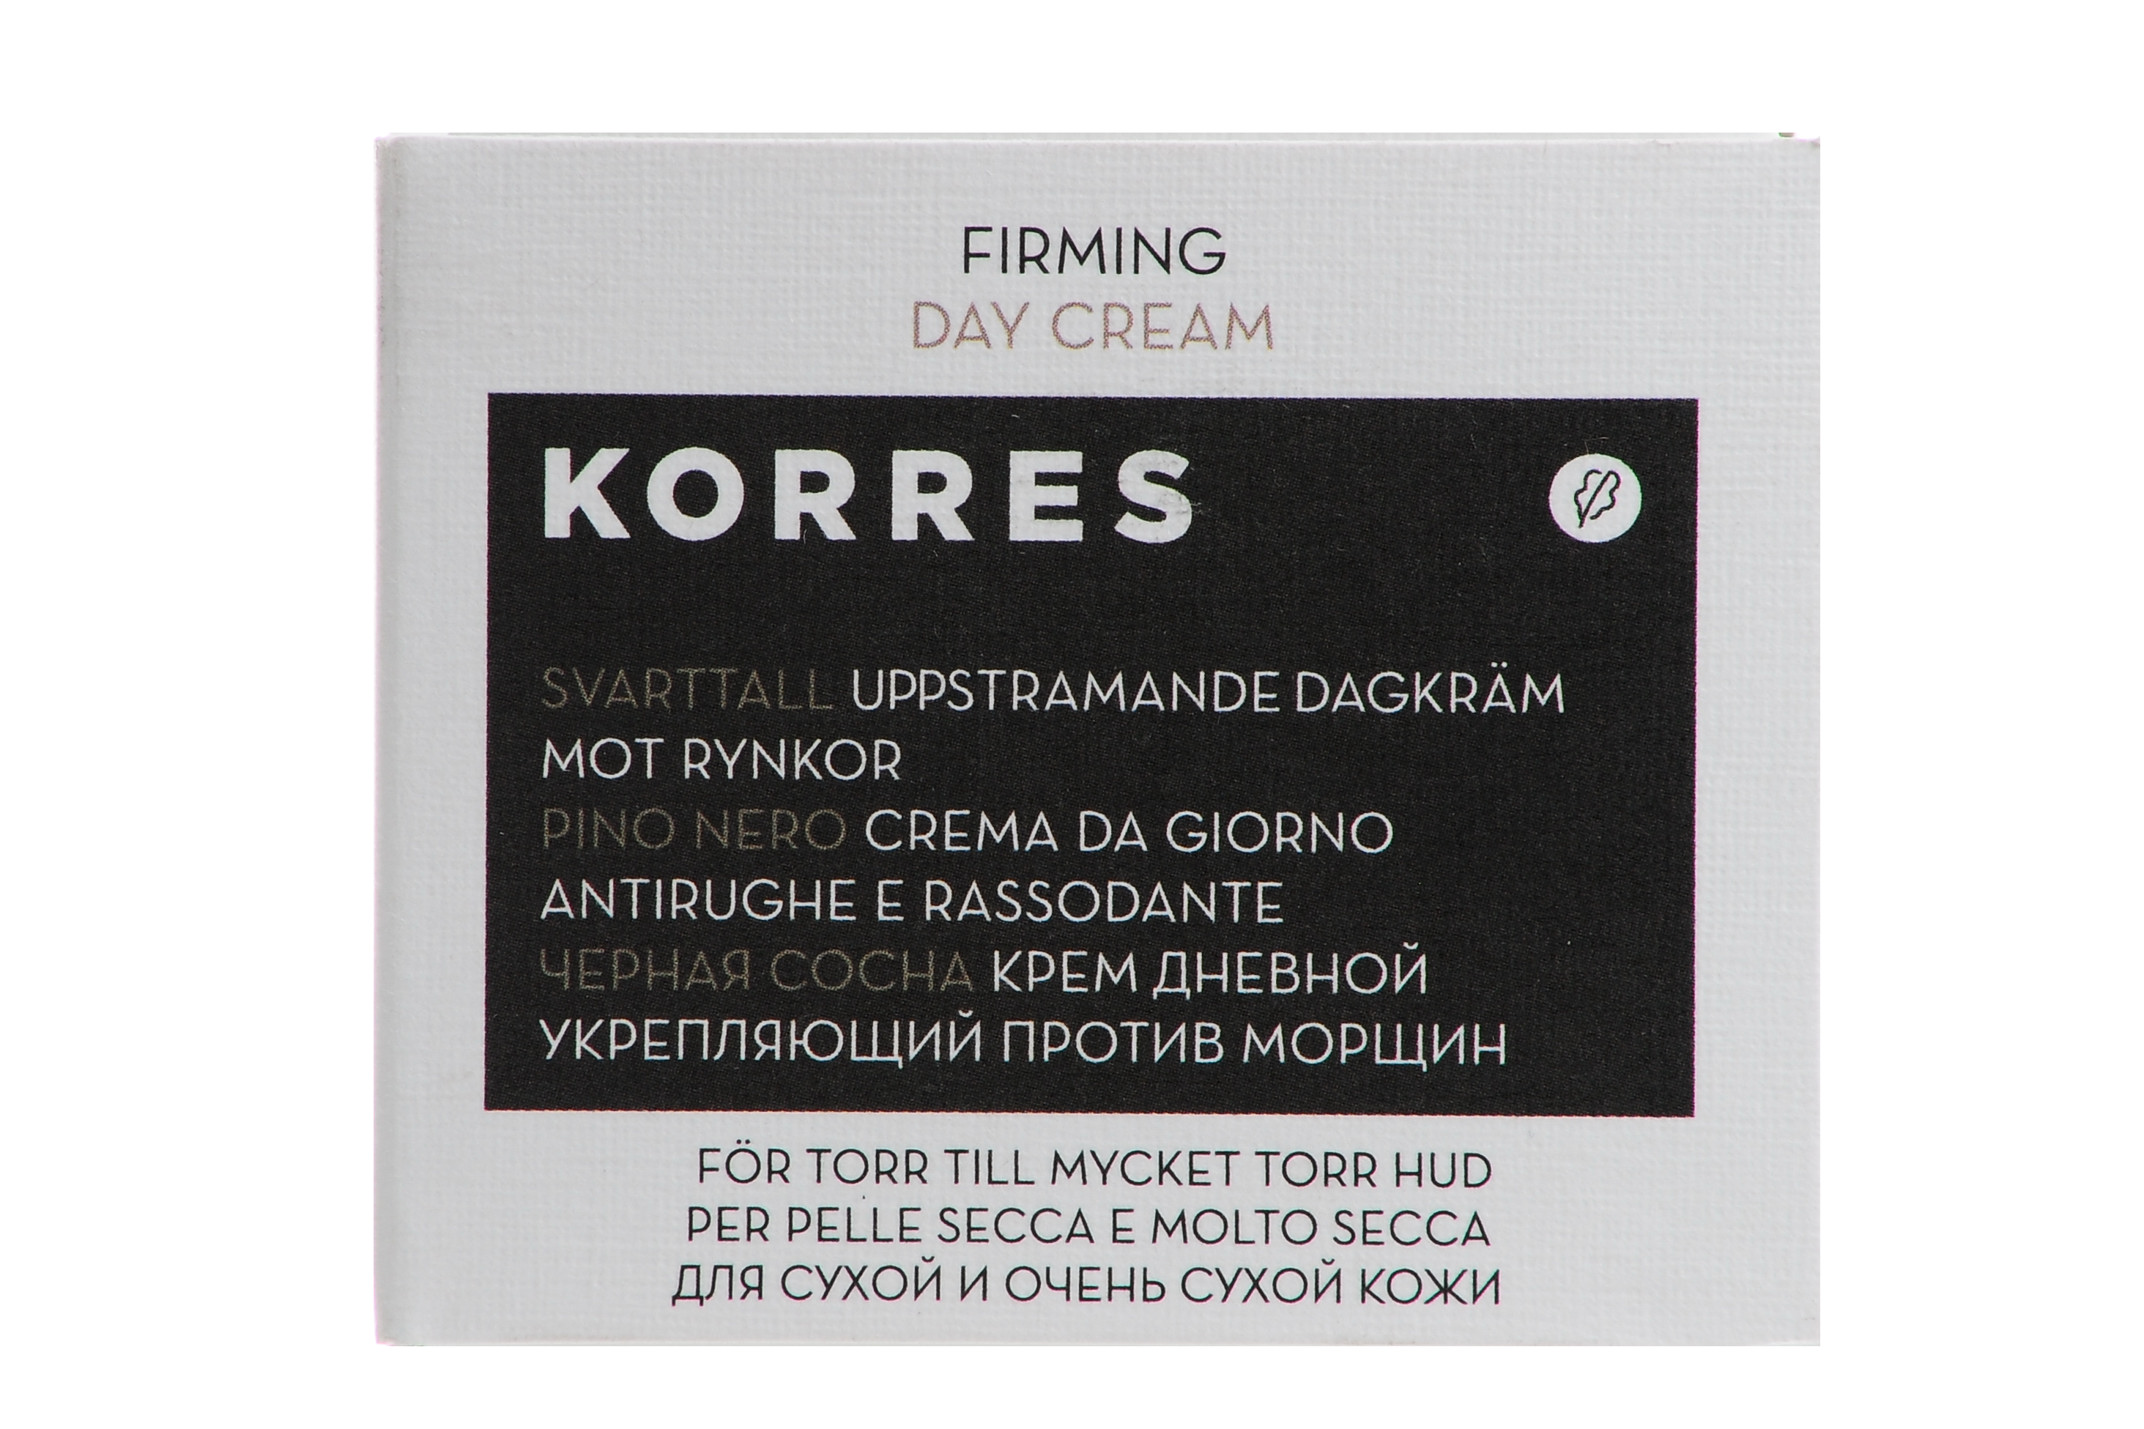 FIRMING
DAY CREAM
KORRES
SVARTTALL UPPSTRAMANDE DAGKRÄM
MOT RYNKOR
PINO NERO CREMA DA GIORNO
ANTIRUGHE E RASSODANTE
ЧЕРНАЯ СОСНА КРЕМ ДНЕВНОЙ
УКРЕПЛЯЮЩИЙ ПРОТИВ МОРЩИН
FÖR TORR TILL MYCKET TORR HUD
PER PELLE SECCA E MOLTO SECCA
ДЛЯ СУХОЙ И ОЧЕНЬ СУХОЙ КОЖИ